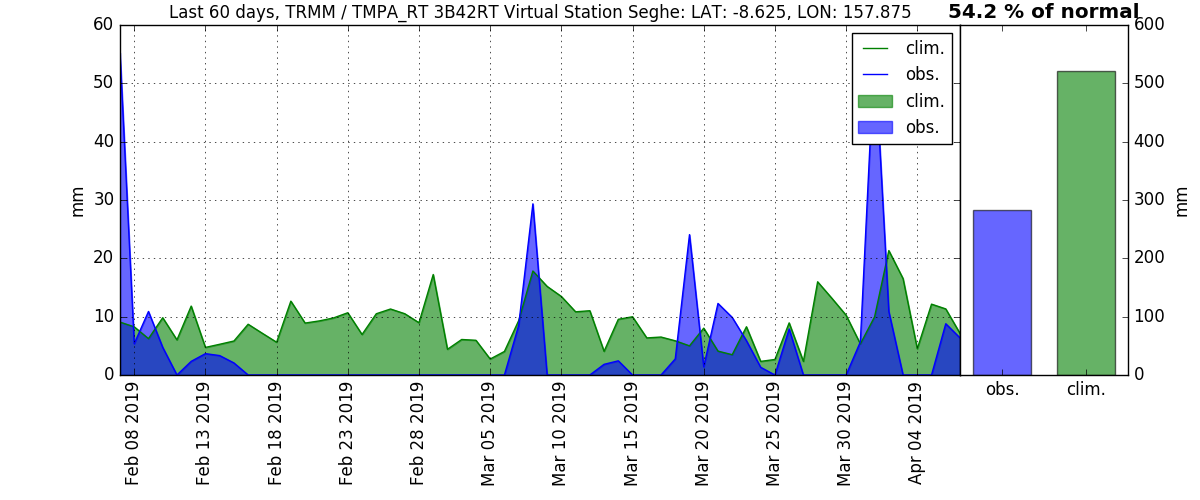 Last 60 days, TRMM / TMPA_RT 3B42RT Virtual Station Seghe: LAT: -8.625, LON: 157.875
54.2 % of normal
60
50
40
30
20
10
0
mm
clim.
obs.
clim.
obs.
600
500
400
300
200
100
0
mm
Feb 08 2019
Feb 13 2019
Feb 18 2019
Feb 23 2019
Feb 28 2019
Mar 05 2019
Mar 10 2019
Mar 15 2019
Mar 20 2019
Mar 25 2019
Mar 30 2019
Apr 04 2019
obs.
clim.